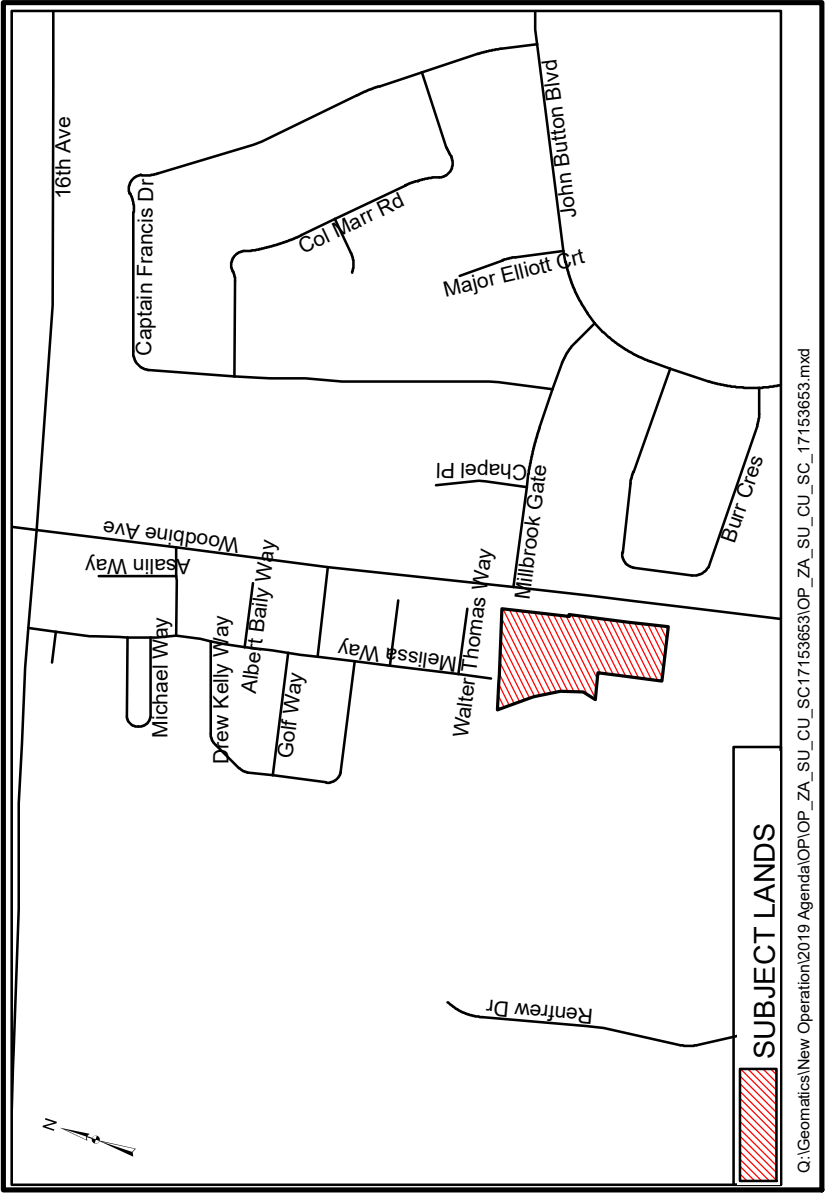 16th Ave
Captain Francis Dr
Col Marr Rd
John Button Blvd
Major Elliott Crt
Chapel Pl
Millbrook Gate
Burr Cres
Woodbine Ave
Asalin Way
Michael Way
Drew Kelly Way
Albert Baily Way
Golf Way
Melissa Way
Walter Thomas Way
Renfrew Dr
N
SUBJECT LANDS
Q:\Geomatics\New Operation\2019 Agenda\OP\OP_ZA_SU_CU_SC17153653\OP_ZA_SU_CU_SC_17153653.mxd